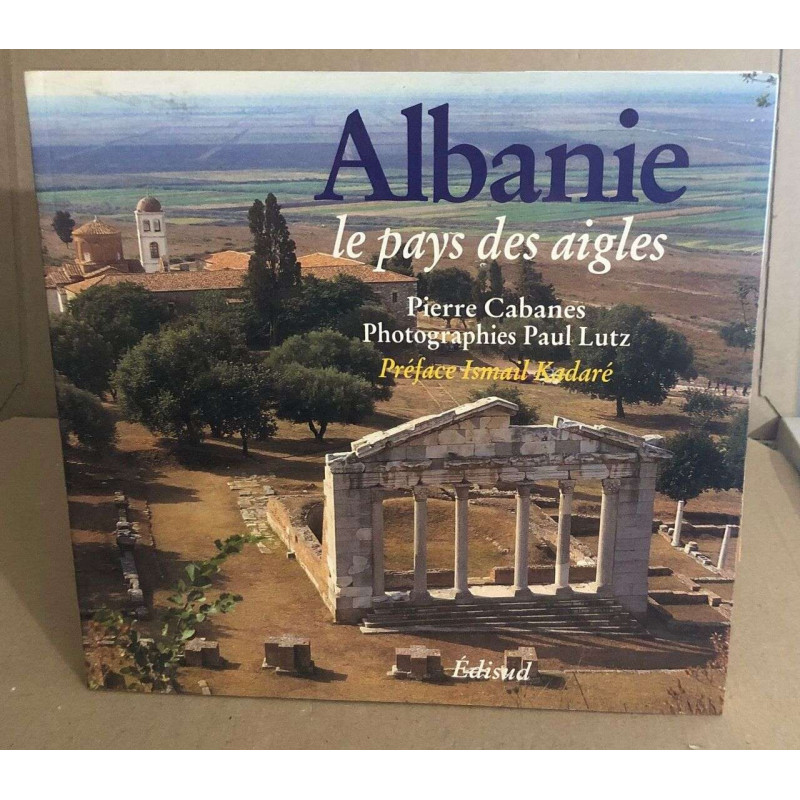 Albanie
le pays des aigles
Pierre Cabanes
Photographies Paul Lutz
Préface Ismail Kadaré
Édisud